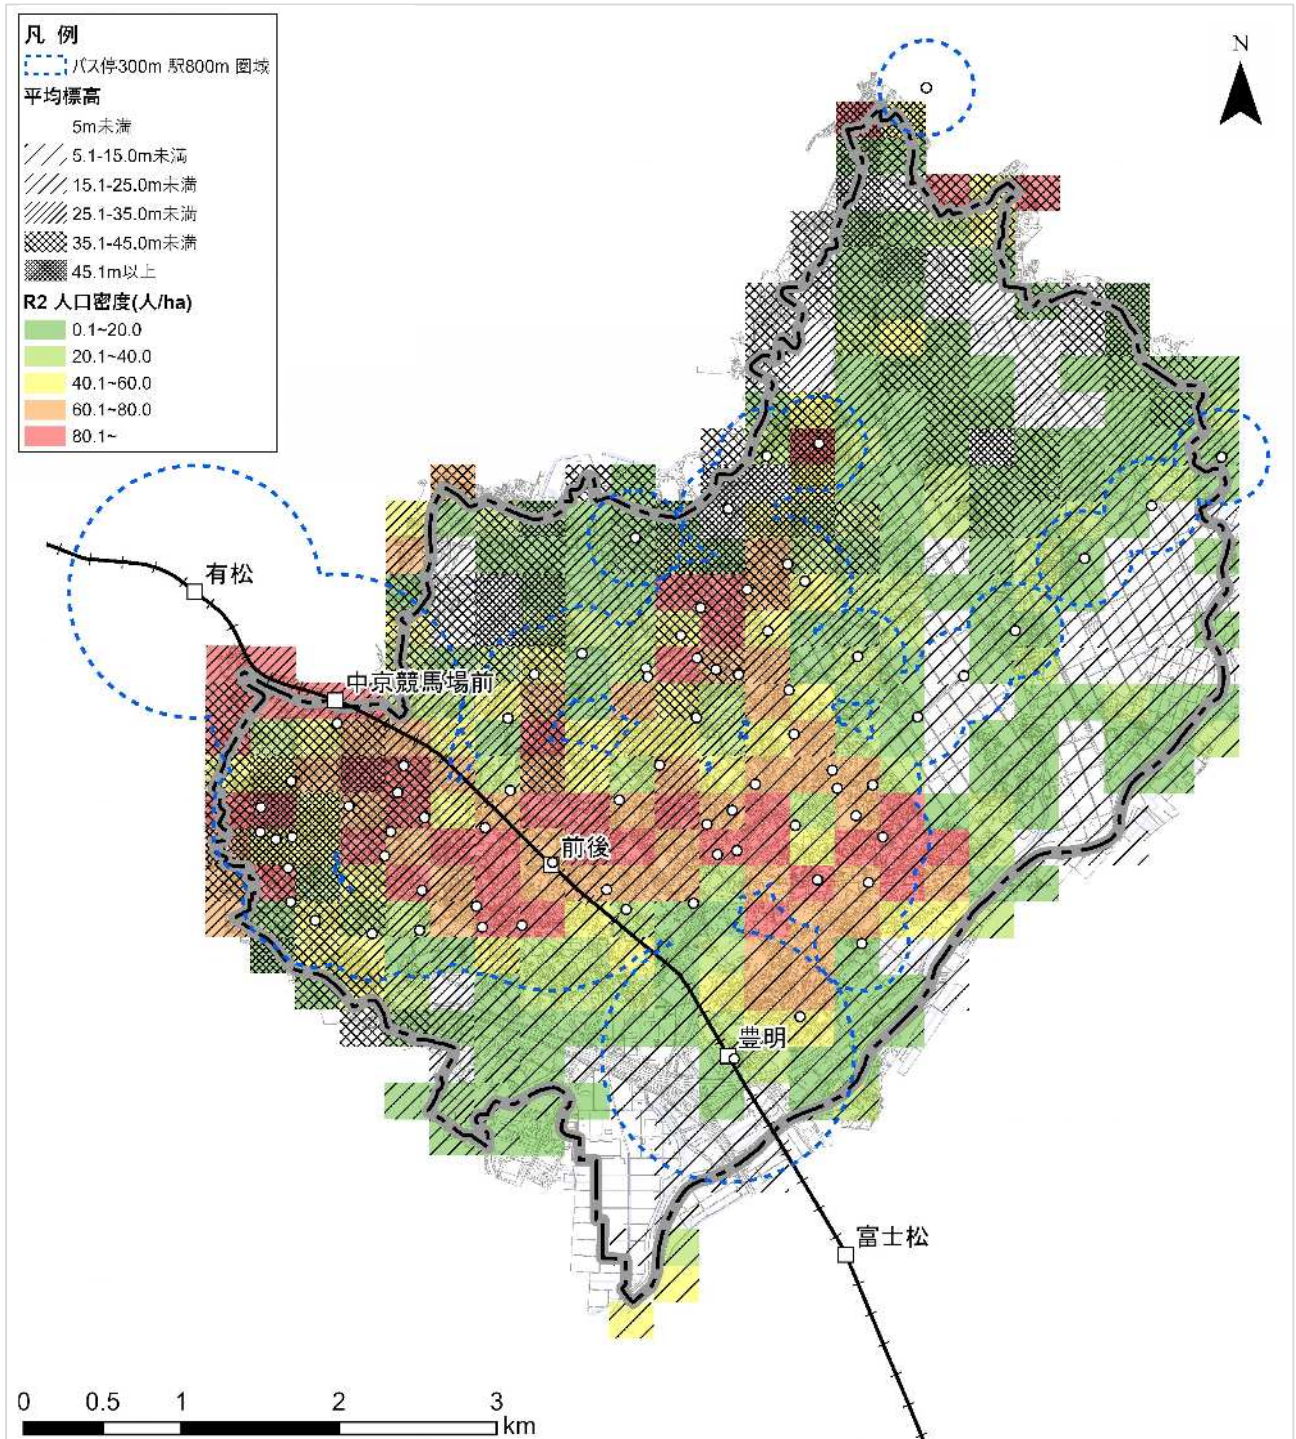 凡 例
バス停300m 駅800m 圏域
平均標高
5m未満
5.1-15.0m未満
15.1-25.0m未満
25.1-35.0m未満
35.1-45.0m未満
45.1m以上
R2 人口密度(人/ha)
0.1~20.0
20.1~40.0
40.1~60.0
60.1~80.0
80.1~
N
有松
中京競馬場前
前後
豊明
富士松
0 0.5 1 2 3
km